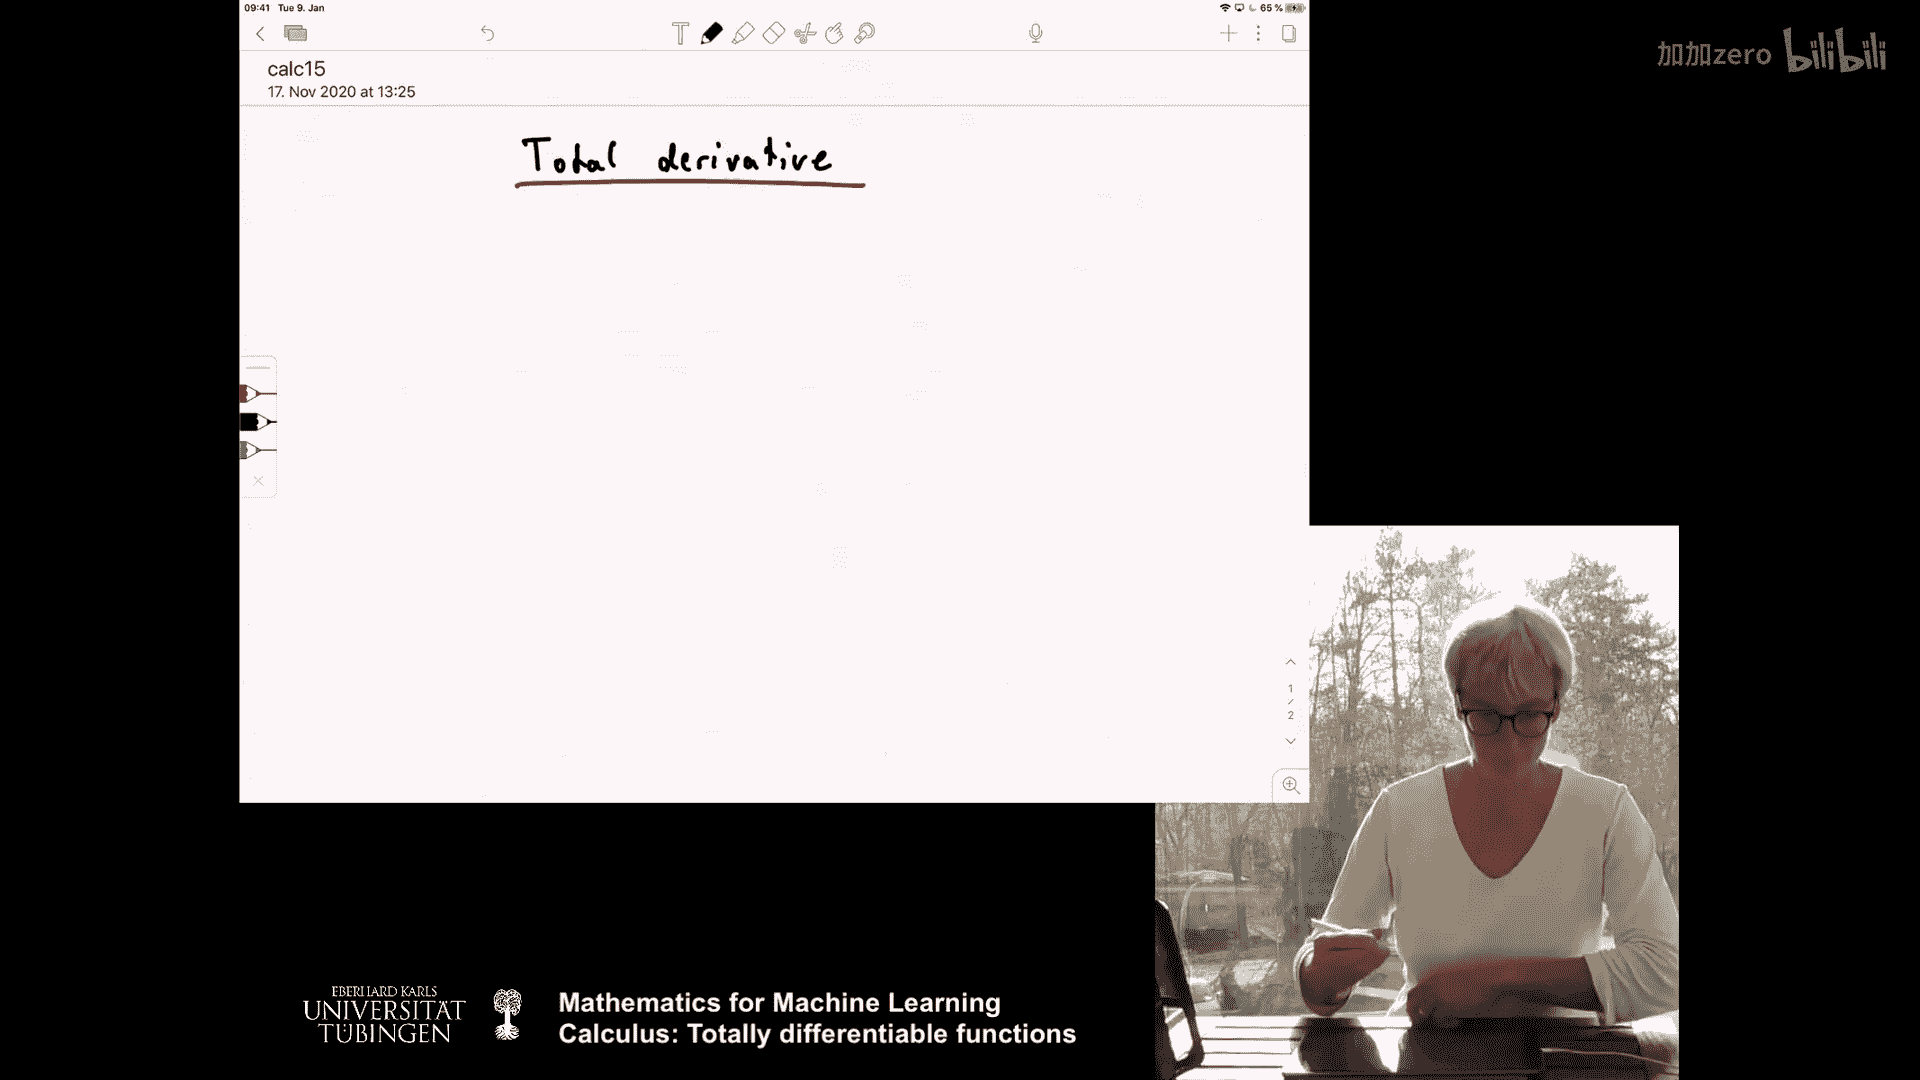 09:41 Tue 9. Jan
65 %
T
calc15
17. Nov 2020 at 13:25
Total derivative
1
/
2
加加zero bilibili
EBERHARD KARLS
UNIVERSITÄT
TÜBINGEN
Mathematics for Machine Learning
Calculus: Totally differentiable functions